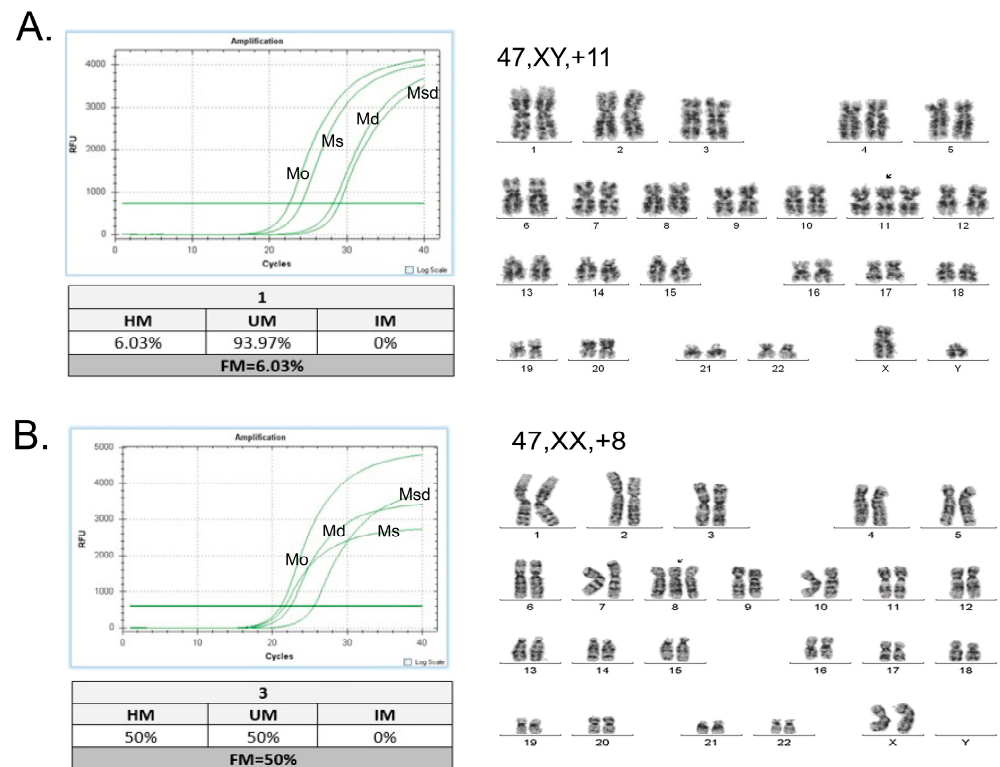 A.
Amplification
4000
3000
2000
1000
0
RFU
Mo
Ms
Md
Msd
0
10
20
30
40
Cycles
Log Scale
1
HM UM IM
6.03% 93.97% 0%
FM=6.03%
47,XY,+11
1 2 3 4 5
6 7 8 9 10 11 12
13 14 15 16 17 18
19 20 21 22 X Y
B.
Amplification
5000
4000
3000
2000
1000
0
RFU
Mo
Md
Ms
Msd
0
10
20
30
40
Cycles
Log Scale
3
HM UM IM
50% 50% 0%
FM=50%
47,XX,+8
1 2 3 4 5
6 7 8 9 10 11 12
13 14 15 16 17 18
19 20 21 22 X Y